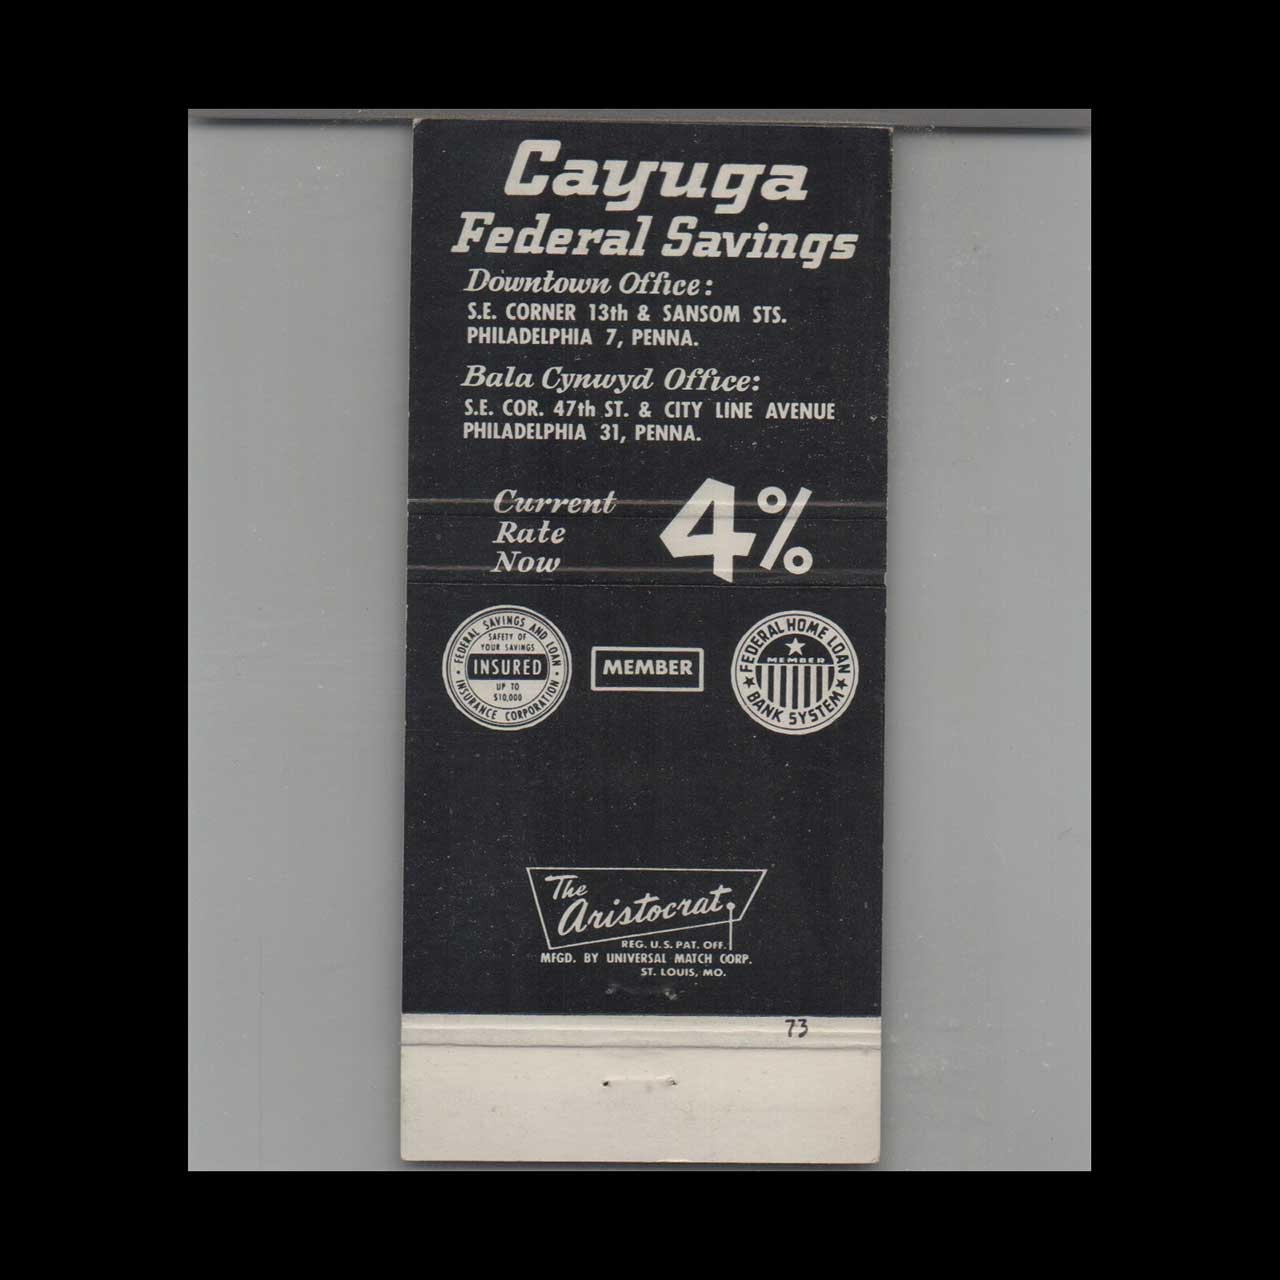 Cayuga
Federal Savings
Downtown Office:
S.E. CORNER 13th & SANSOM STS.
PHILADELPHIA 7, PENNA.
Bala Cynwyd Office:
S.E. COR. 47th ST. & CITY LINE AVENUE
PHILADELPHIA 31, PENNA.
Current
Rate
Now
4%
FEDERAL SAVINGS AND LOAN
INSURANCE CORPORATION
SAFETY OF
YOUR SAVINGS
INSURED
UP TO
$10,000
MEMBER
FEDERAL HOME LOAN
MEMBER
BANK SYSTEM
The
Aristocrat
REG. U.S. PAT. OFF.
MFGD. BY UNIVERSAL MATCH CORP.
ST. LOUIS, MO.
73